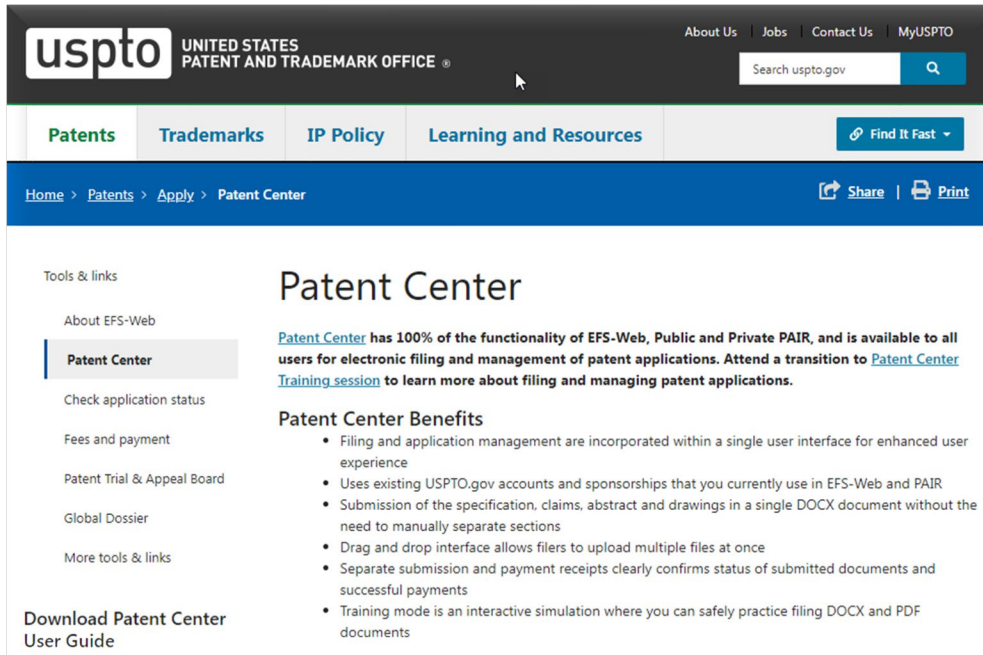 uspto
UNITED STATES
PATENT AND TRADEMARK OFFICE ®
About Us
Jobs
Contact Us
MyUSPTO
Search uspto.gov
Patents
Trademarks
IP Policy
Learning and Resources
Find It Fast
Home > Patents > Apply > Patent Center
Share | Print
Tools & links
About EFS-Web
Patent Center
Check application status
Fees and payment
Patent Trial & Appeal Board
Global Dossier
More tools & links
Download Patent Center
User Guide
Patent Center
Patent Center has 100% of the functionality of EFS-Web, Public and Private PAIR, and is available to all
users for electronic filing and management of patent applications. Attend a transition to Patent Center
Training session to learn more about filing and managing patent applications.
Patent Center Benefits
• Filing and application management are incorporated within a single user interface for enhanced user
experience
• Uses existing USPTO.gov accounts and sponsorships that you currently use in EFS-Web and PAIR
• Submission of the specification, claims, abstract and drawings in a single DOCX document without the
need to manually separate sections
• Drag and drop interface allows filers to upload multiple files at once
• Separate submission and payment receipts clearly confirms status of submitted documents and
successful payments
• Training mode is an interactive simulation where you can safely practice filing DOCX and PDF
documents